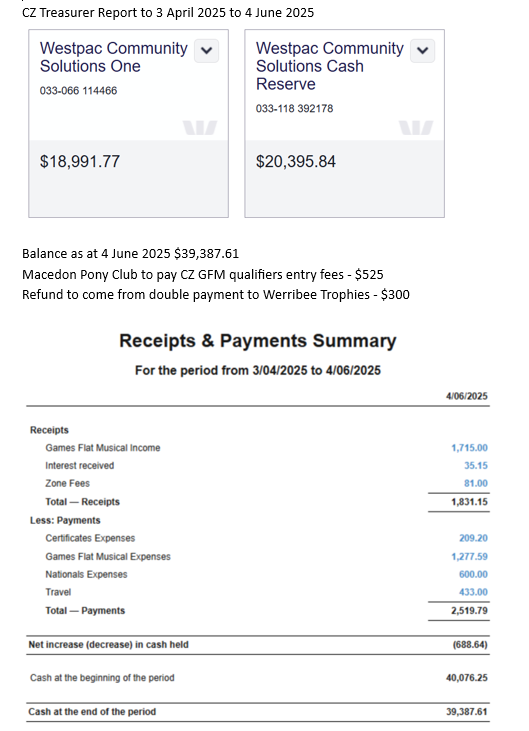 CZ Treasurer Report to 3 April 2025 to 4 June 2025
Westpac Community Solutions One
033-066 114466
$18,991.77
Westpac Community Solutions Cash Reserve
033-118 392178
$20,395.84
Balance as at 4 June 2025 $39,387.61
Macedon Pony Club to pay CZ GFM qualifiers entry fees - $525
Refund to come from double payment to Werribee Trophies - $300
Receipts & Payments Summary
For the period from 3/04/2025 to 4/06/2025
4/06/2025
Receipts
Games Flat Musical Income 1,715.00
Interest received 35.15
Zone Fees 81.00
Total — Receipts 1,831.15
Less: Payments
Certificates Expenses 209.20
Games Flat Musical Expenses 1,277.59
Nationals Expenses 600.00
Travel 433.00
Total — Payments 2,519.79
Net increase (decrease) in cash held (688.64)
Cash at the beginning of the period 40,076.25
Cash at the end of the period 39,387.61